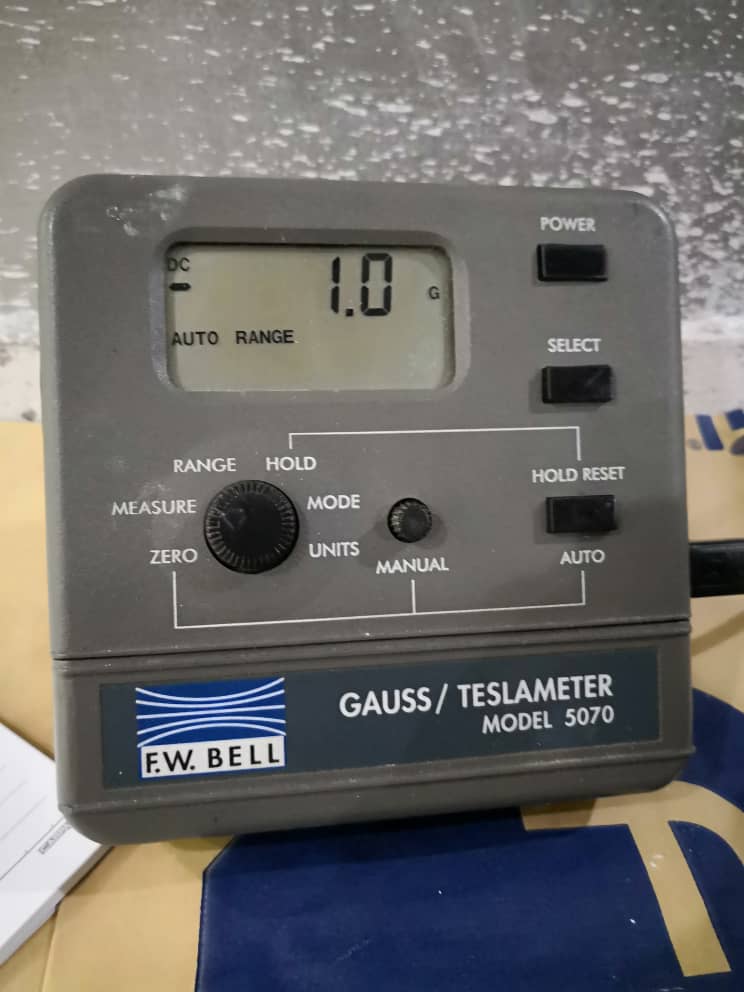 POWER
DC
- 1.0 G
AUTO RANGE
SELECT
RANGE HOLD
HOLD RESET
MEASURE MODE
ZERO UNITS
MANUAL
AUTO
GAUSS/TESLAMETER
MODEL 5070
F.W. BELL